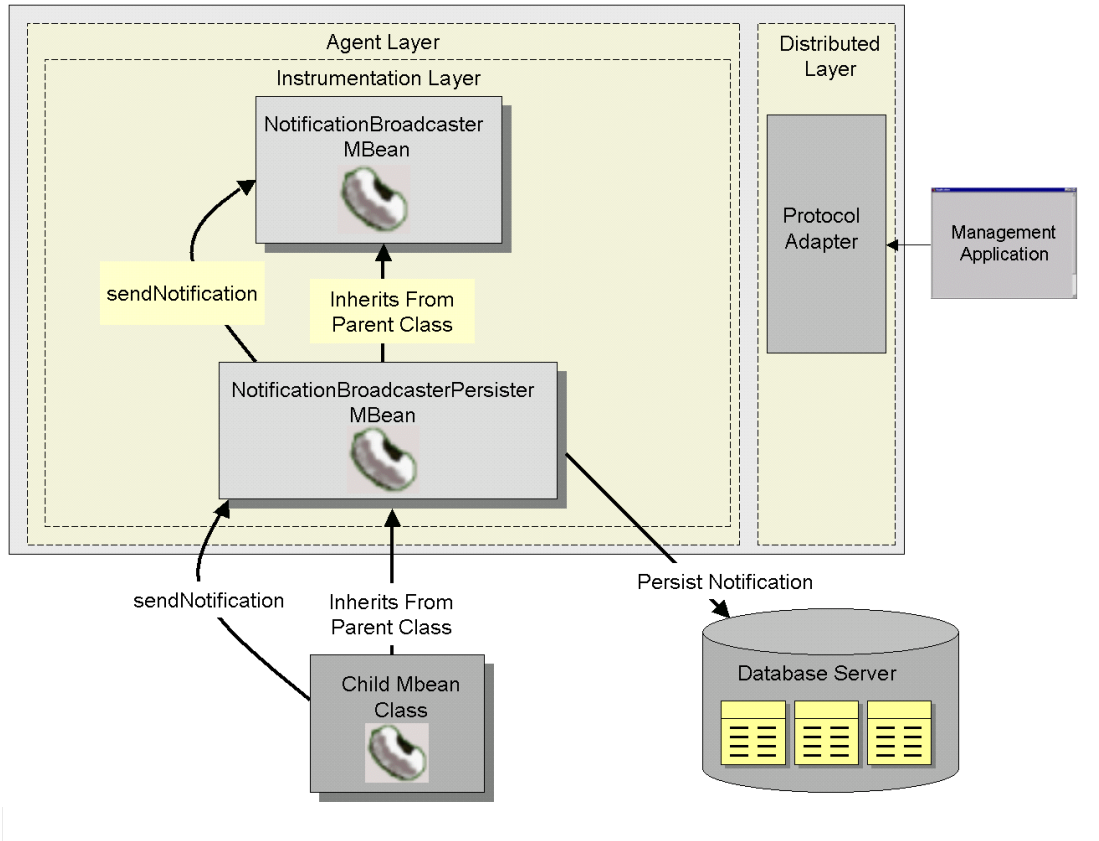 Agent Layer
Distributed
Layer
Instrumentation Layer
NotificationBroadcaster
MBean
Protocol
Adapter
Management
Application
sendNotification
Inherits From
Parent Class
NotificationBroadcasterPersister
MBean
Persist Notification
sendNotification
Inherits From
Parent Class
Child Mbean
Class
Database Server